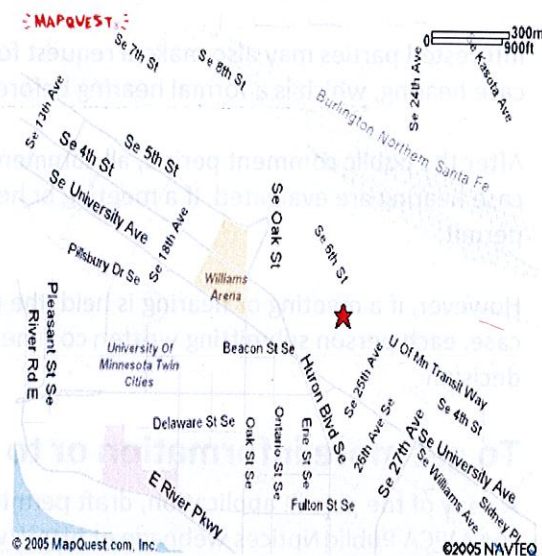 MAPQUEST
300m
900ft
Se 7th St
Se 8th St
Se 24th Ave
Kasota Ave
Burlington Northern Santa Fe
Se 13th Ave
Se 4th St
Se 5th St
Se University Ave
Se 18th Ave
Pillsbury Dr Se
Se Oak St
Se 6th St
Williams
Arena
Pleasant St Se
River Rd E
University Of
Minnesota Twin
Cities
Beacon St Se
Huron Blvd Se
Se 25th Ave
U Of Mn Transit Way
Se 4th St
Delaware St Se
Oak St Se
Ontario St Se
Erie St Se
26th Ave Se
Se 27th Ave
Se University Ave
Se Williams Ave
Sidney Pl
E River Pkwy
Fulton St Se
© 2005 MapQuest.com, Inc.
©2005 NAVTEQ